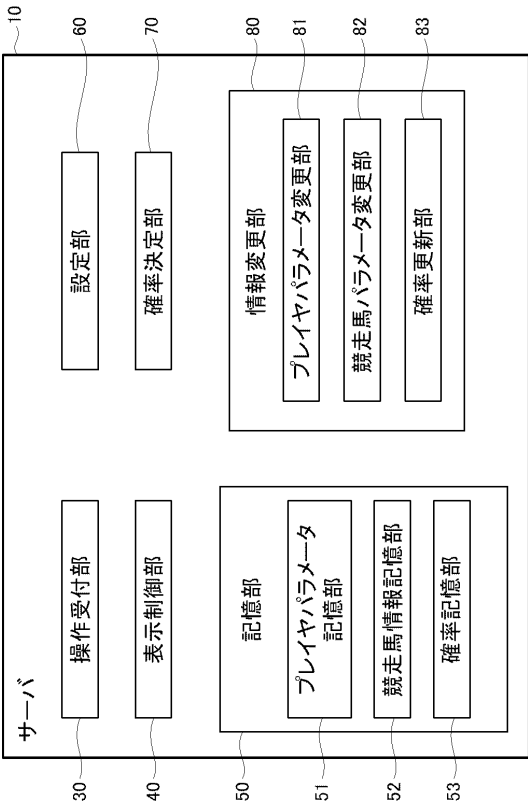 サーバ
10
操作受付部
30
表示制御部
40
記憶部
50
プレイヤパラメータ
記憶部
51
競走馬情報記憶部
52
確率記憶部
53
設定部
60
確率決定部
70
情報変更部
80
プレイヤパラメータ変更部
81
競走馬パラメータ変更部
82
確率更新部
83